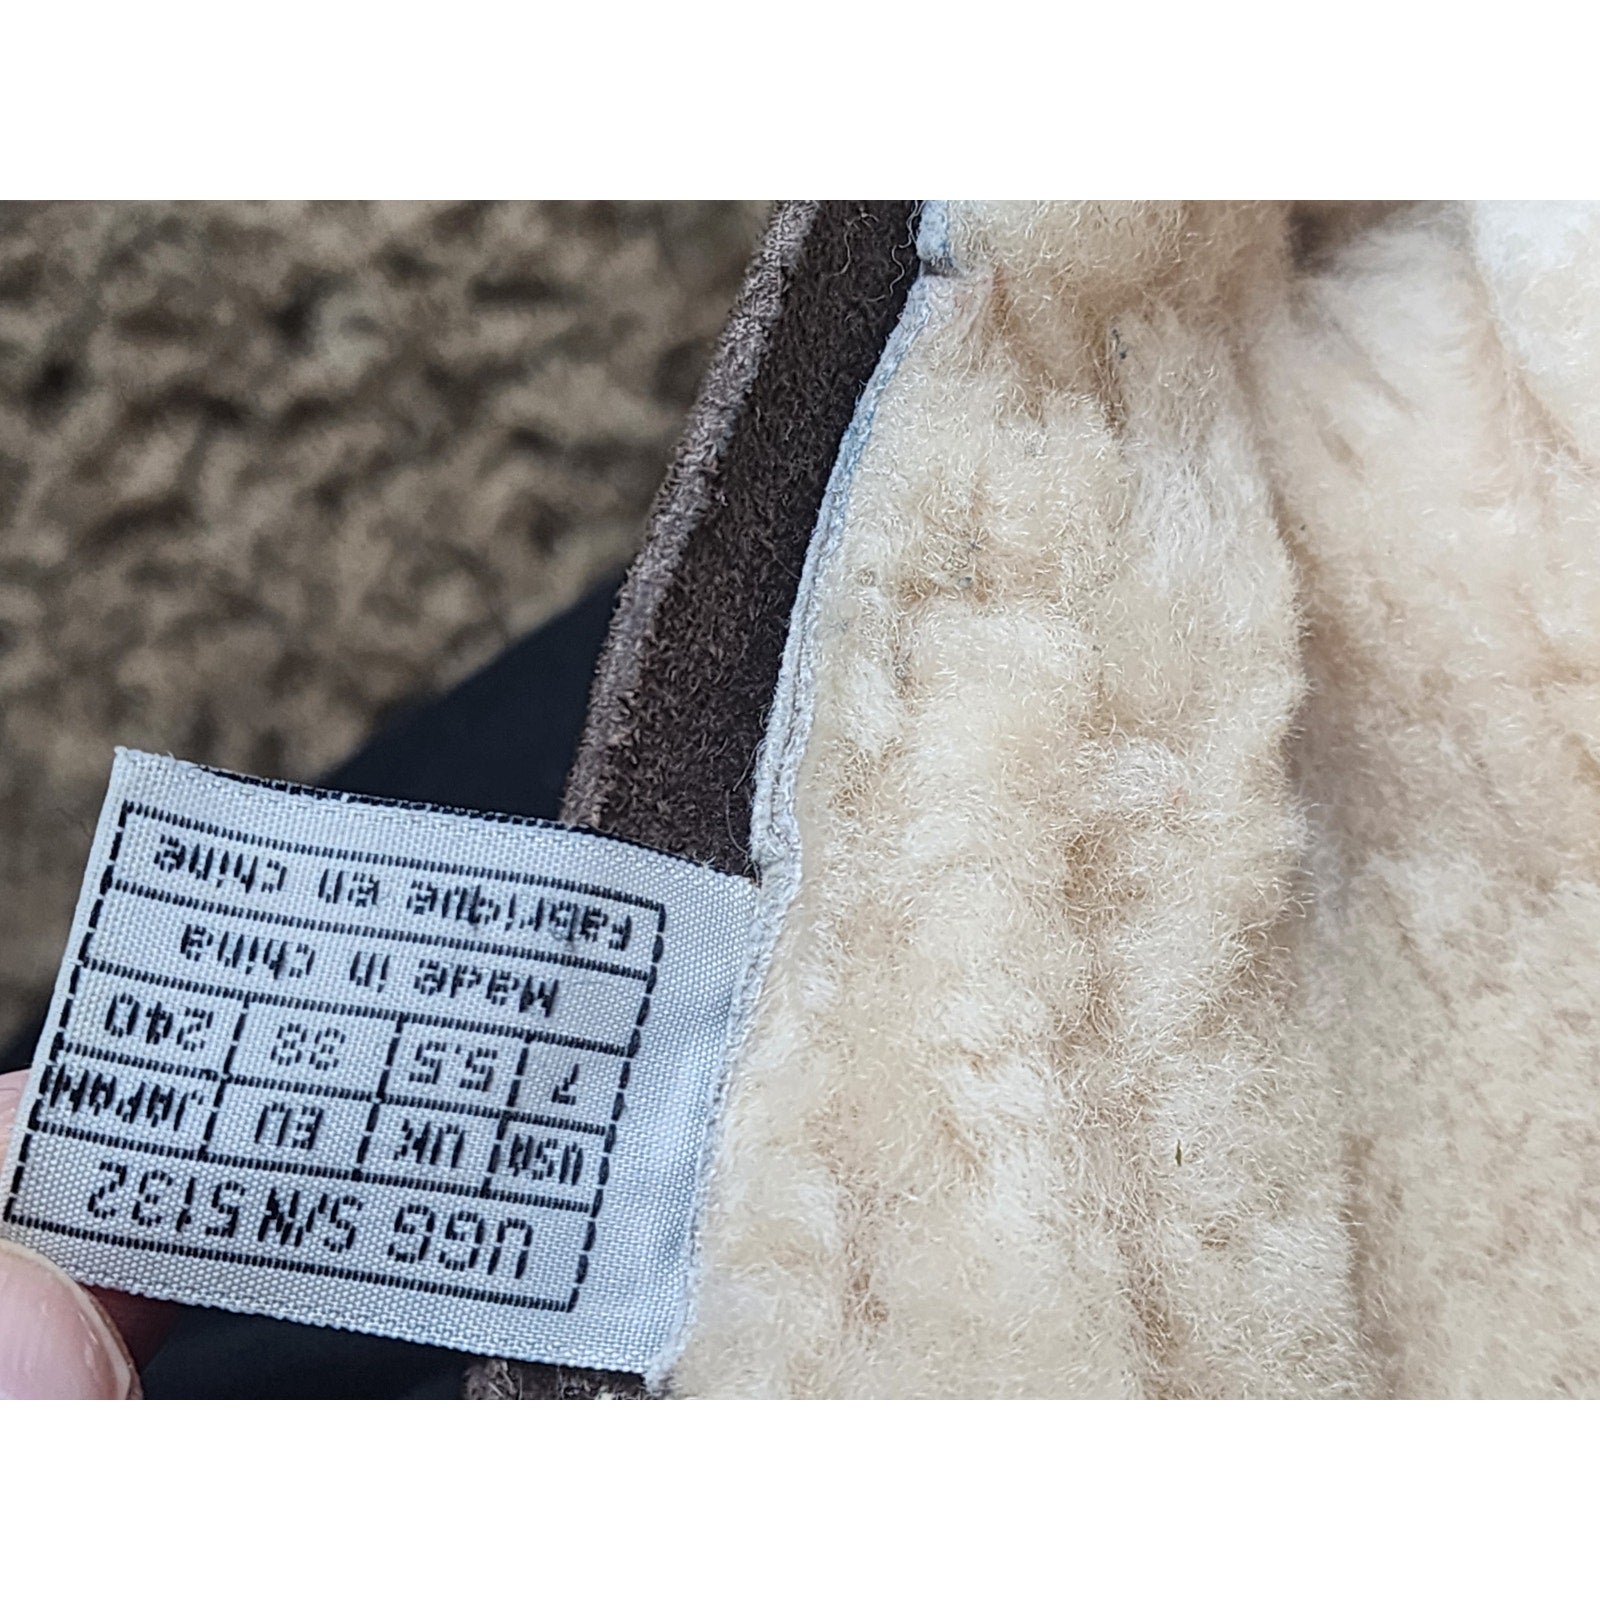 UGG S/N 5132
USA UK EU JAPAN
7 5.5 38 240
Made in china
Fabrique en chine